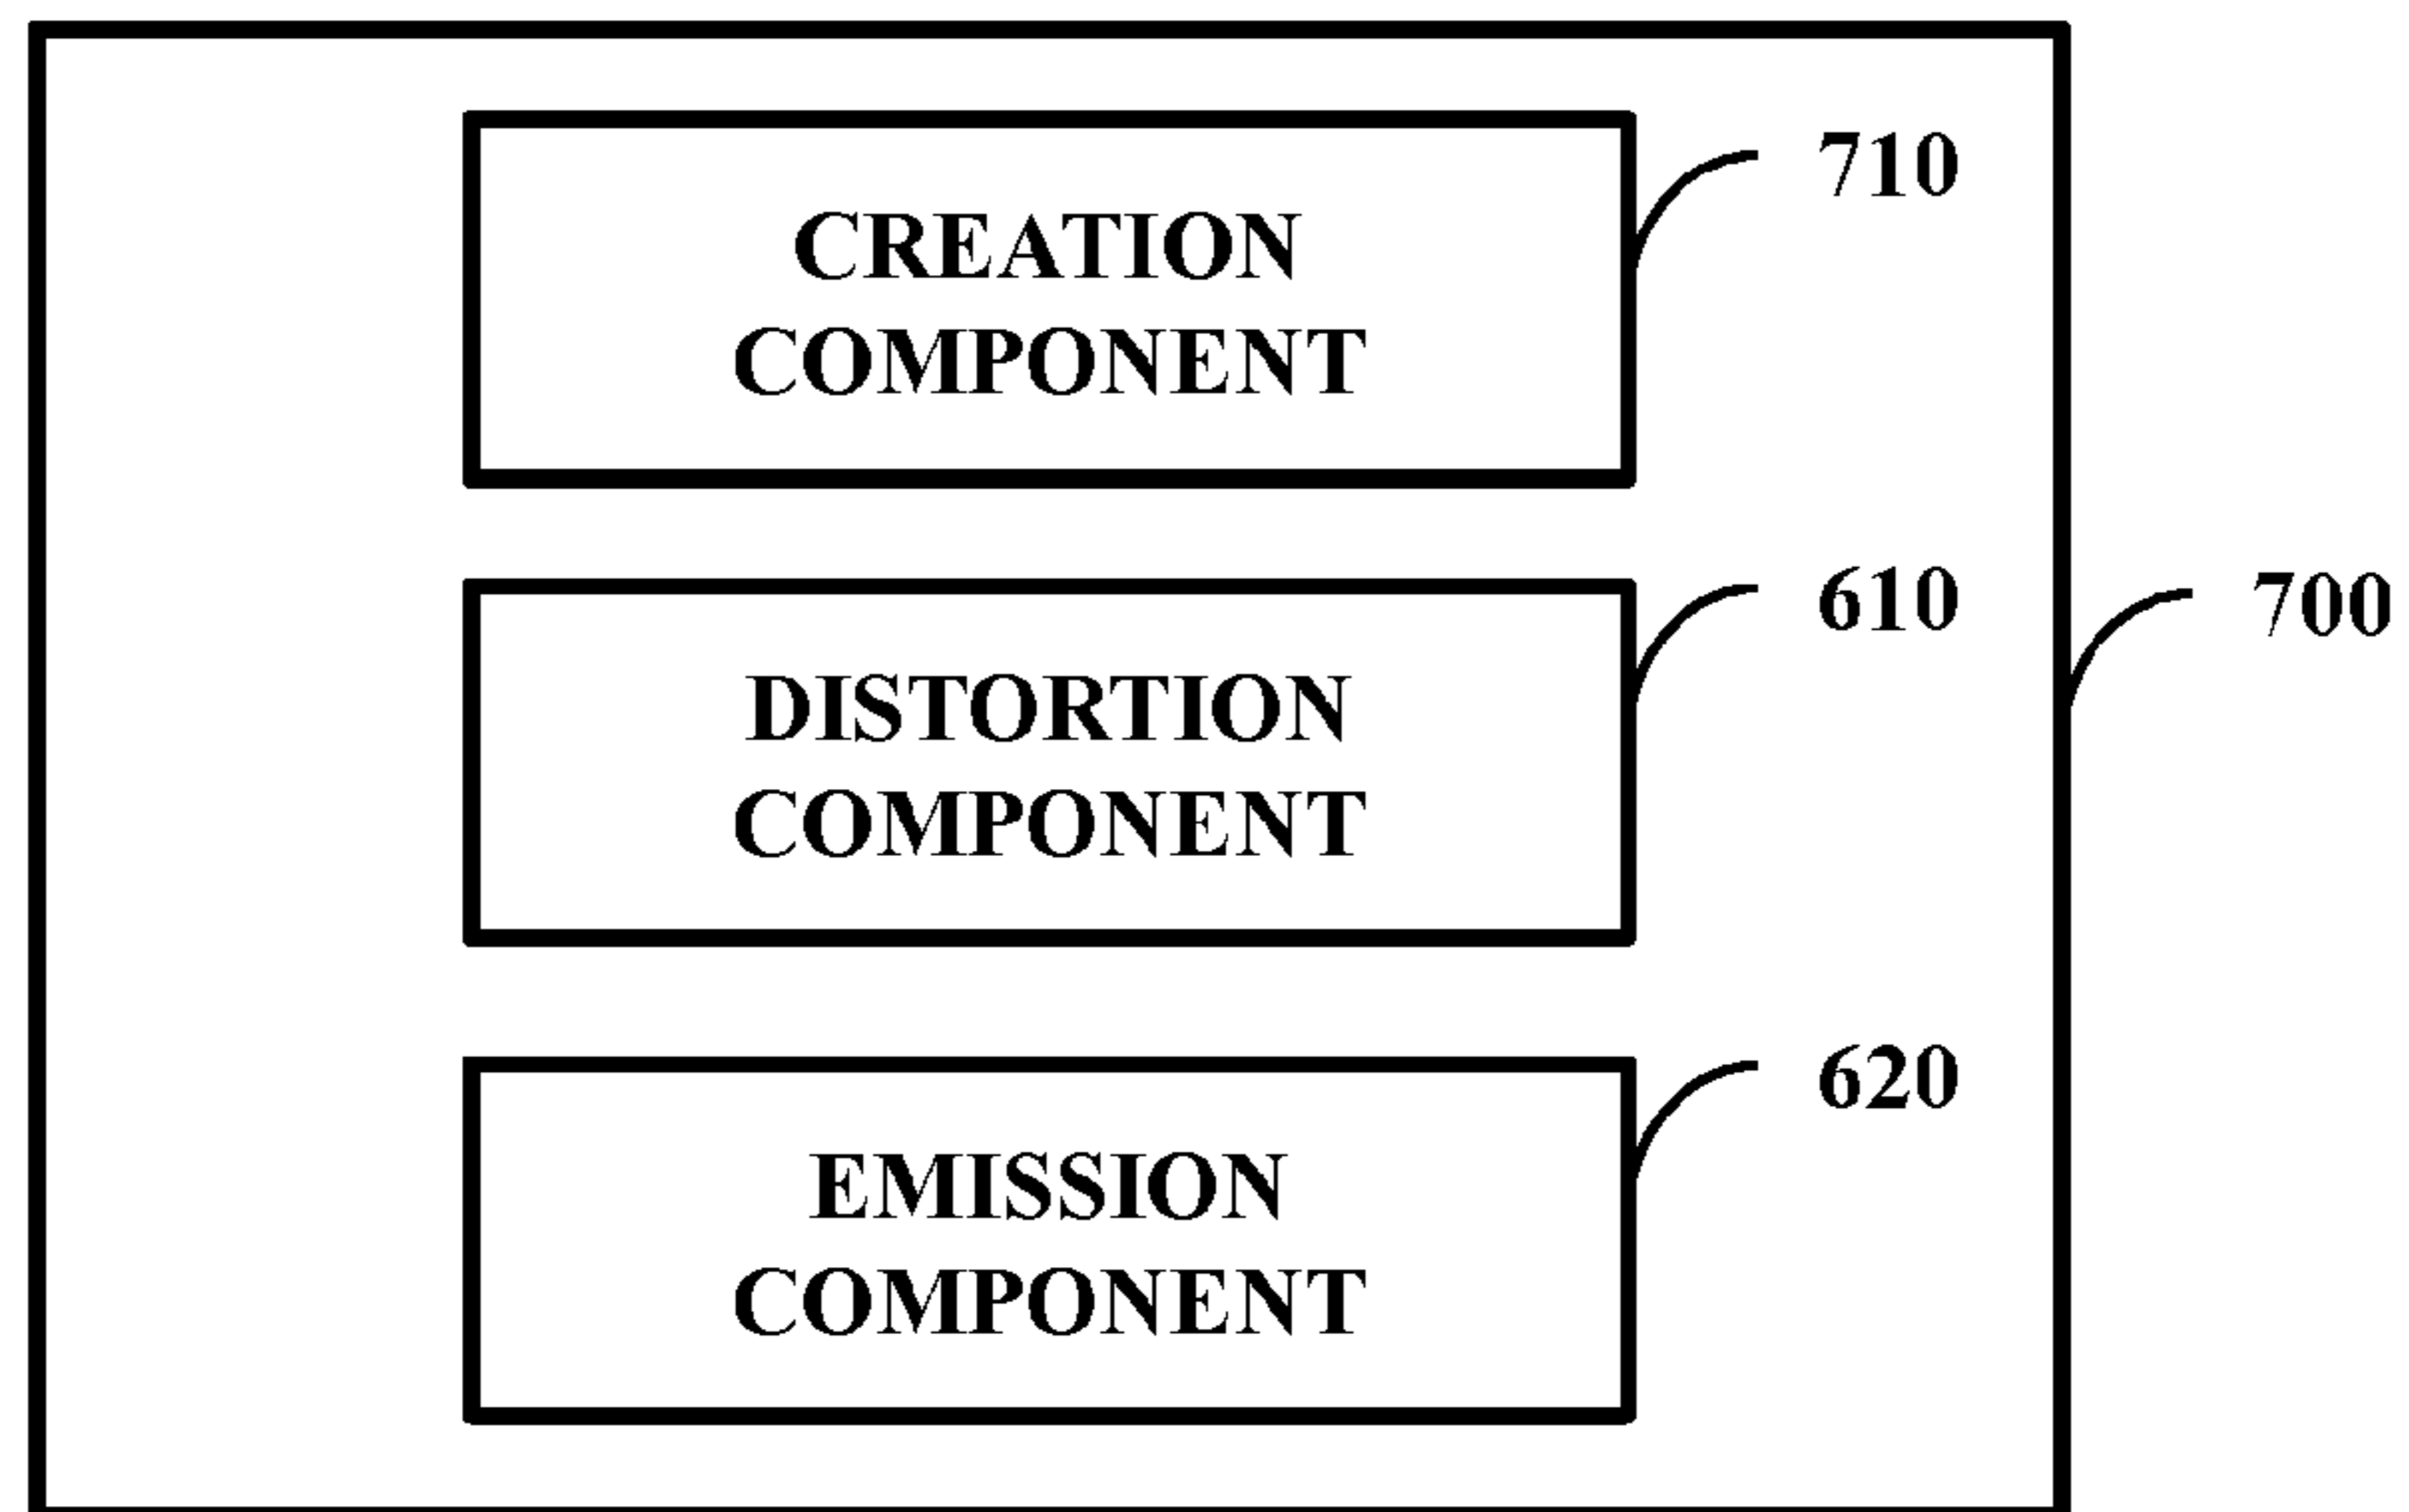 CREATION
COMPONENT
710
DISTORTION
COMPONENT
610
700
EMISSION
COMPONENT
620